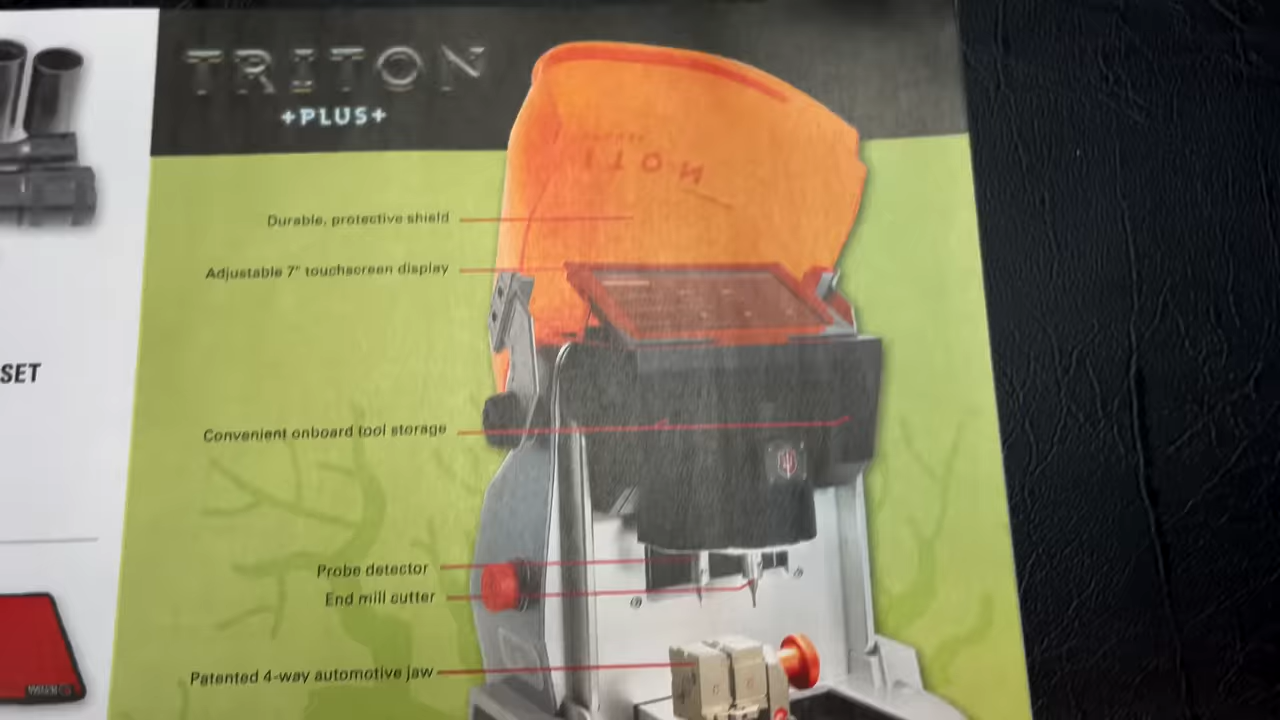 TRITON
+PLUS+
Durable, protective shield
Adjustable 7" touchscreen display
SET
Convenient onboard tool storage
Probe detector
End mill cutter
Patented 4-way automotive jaw